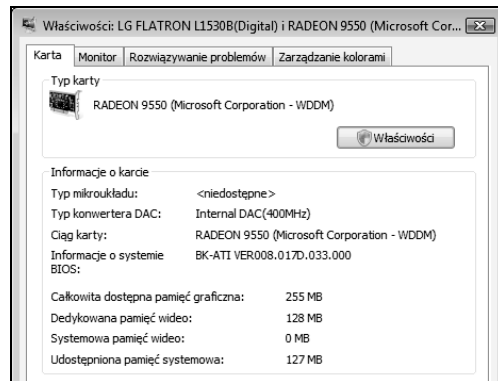 Właściwości: LG FLATRON L1530B(Digital) i RADEON 9550 (Microsoft Cor...
Karta Monitor Rozwiązywanie problemów Zarządzanie kolorami
Typ karty
RADEON 9550 (Microsoft Corporation - WDDM)
Właściwości
Informacje o karcie
Typ mikroukładu: <niedostępne>
Typ konwertera DAC: Internal DAC(400MHz)
Ciąg karty: RADEON 9550 (Microsoft Corporation - WDDM)
Informacje o systemie BK-ATI VER008.017D.033.000
BIOS:
Całkowita dostępna pamięć graficzna: 255 MB
Dedykowana pamięć wideo: 128 MB
Systemowa pamięć wideo: 0 MB
Udostępniona pamięć systemowa: 127 MB